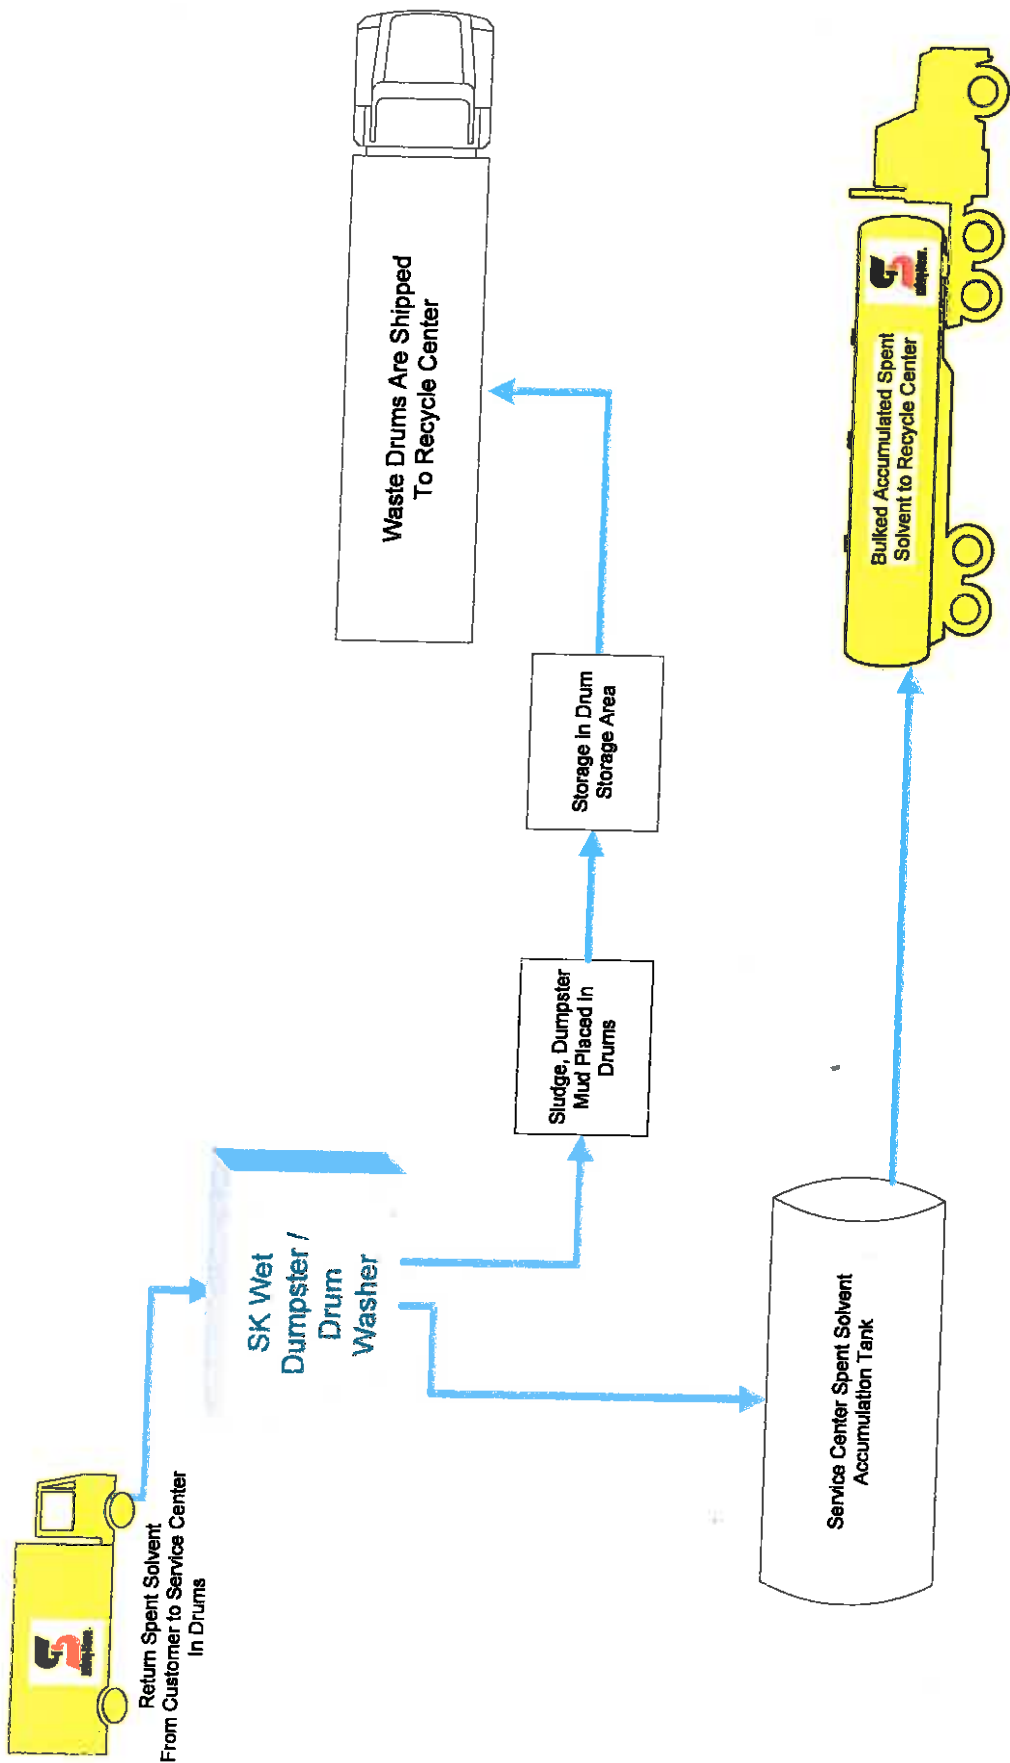 Return Spent Solvent
From Customer to Service Center
In Drums
SK Wet
Dumpster /
Drum
Washer
Sludge, Dumpster
Mud Placed in
Drums
Storage in Drum
Storage Area
Waste Drums Are Shipped
To Recycle Center
Service Center Spent Solvent
Accumulation Tank
Bulked Accumulated Spent
Solvent to Recycle Center